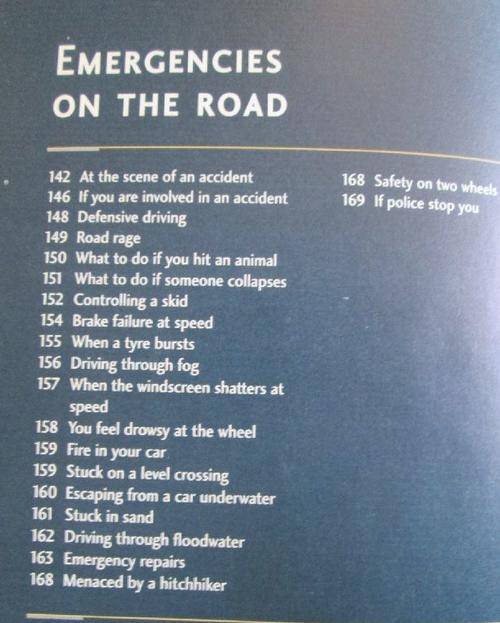 EMERGENCIES
ON THE ROAD
142 At the scene of an accident
146 If you are involved in an accident
148 Defensive driving
149 Road rage
150 What to do if you hit an animal
151 What to do if someone collapses
152 Controlling a skid
154 Brake failure at speed
155 When a tyre bursts
156 Driving through fog
157 When the windscreen shatters at
speed
158 You feel drowsy at the wheel
159 Fire in your car
159 Stuck on a level crossing
160 Escaping from a car underwater
161 Stuck in sand
162 Driving through floodwater
163 Emergency repairs
168 Menaced by a hitchhiker
168 Safety on two wheels
169 If police stop you